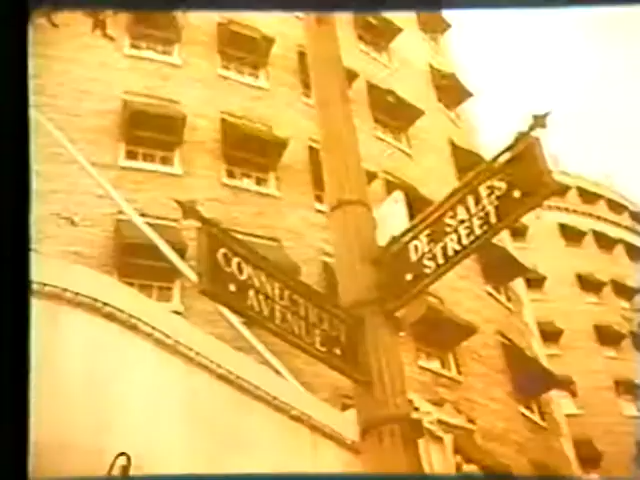 CONNECTICUT
• AVENUE •
DE SALES
• STREET •